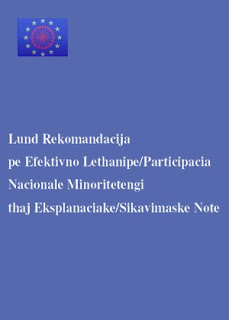 Lund Rekomandacija
pe Efektivno Lethanipe/Participacia
Nacionale Minoritetengi
thaj Eksplanaciake/Sikavimaske Note